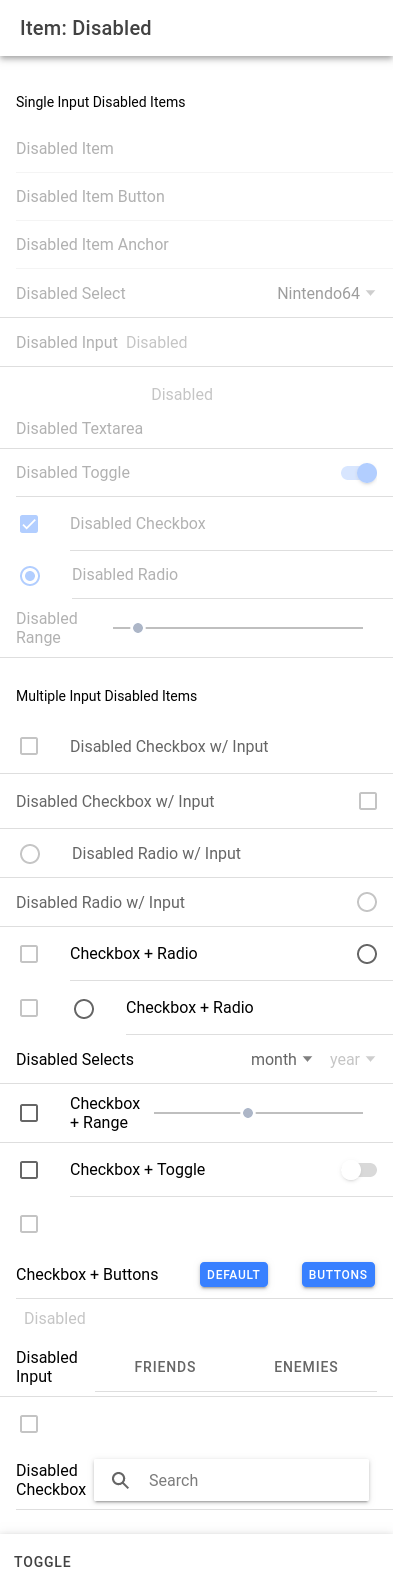 Item: Disabled
Single Input Disabled Items
Disabled Item
Disabled Item Button
Disabled Item Anchor
Disabled Select Nintendo64
Disabled Input Disabled
Disabled
Disabled Textarea
Disabled Toggle
Disabled Checkbox
Disabled Radio
Disabled
Range
Multiple Input Disabled Items
Disabled Checkbox w/ Input
Disabled Checkbox w/ Input
Disabled Radio w/ Input
Disabled Radio w/ Input
Checkbox + Radio
Checkbox + Radio
Disabled Selects month year
Checkbox
+ Range
Checkbox + Toggle
Checkbox + Buttons DEFAULT BUTTONS
Disabled
Disabled
Input
FRIENDS ENEMIES
Disabled
Checkbox
Search
TOGGLE